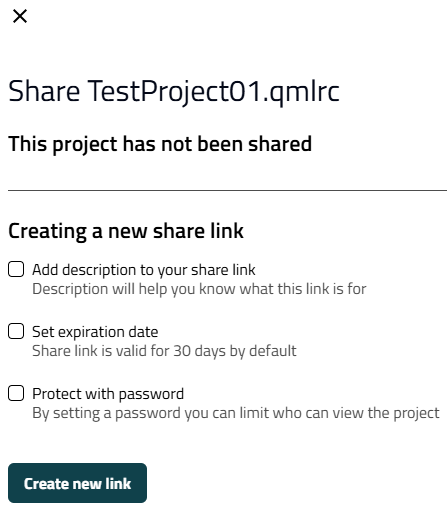 Share TestProject01.qmlrc
This project has not been shared
Creating a new share link
Add description to your share link
Description will help you know what this link is for
Set expiration date
Share link is valid for 30 days by default
Protect with password
By setting a password you can limit who can view the project
Create new link